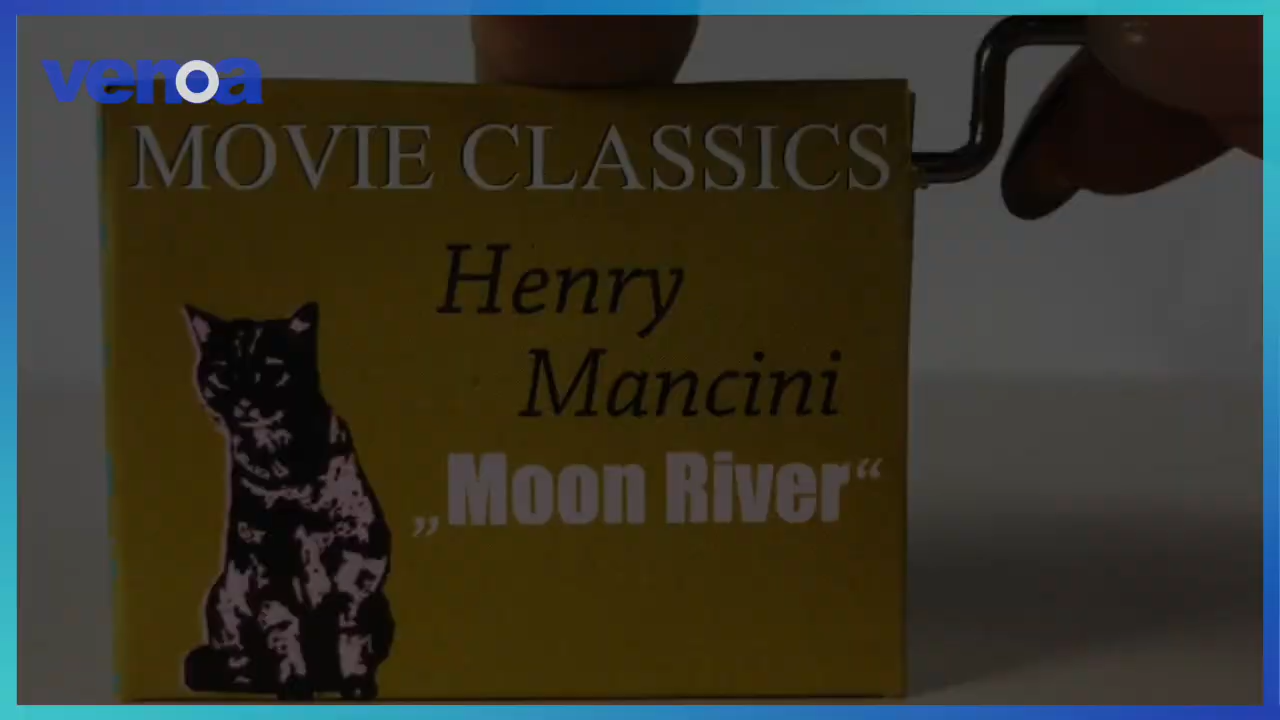 venoa
MOVIE CLASSICS
Henry
Mancini
„Moon River“